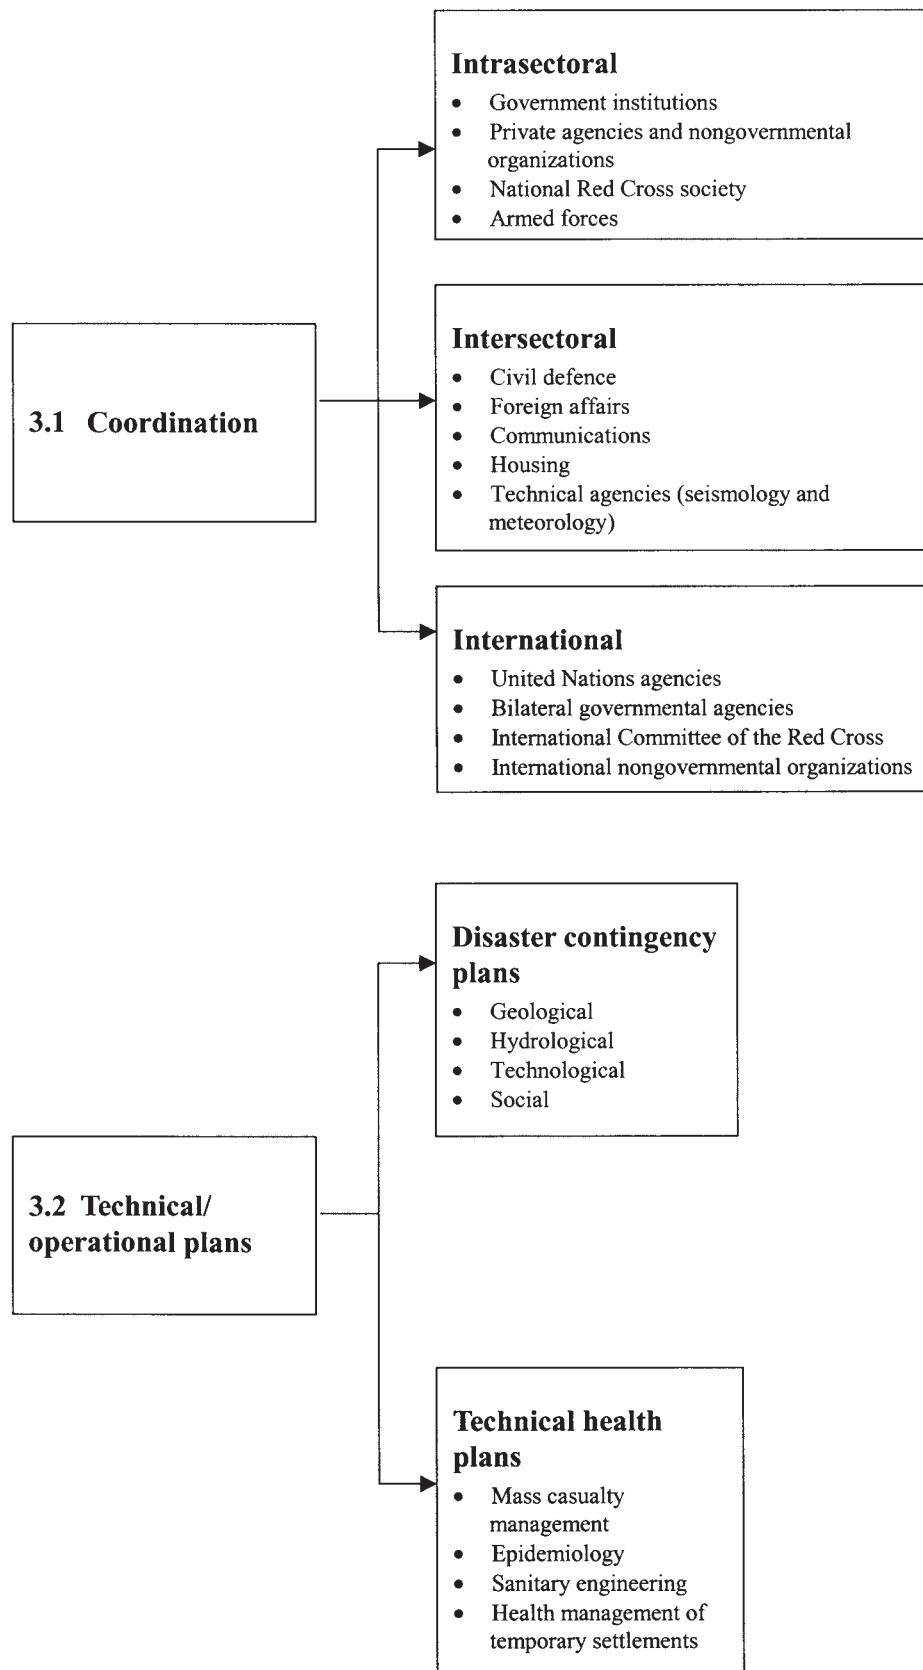 Intrasectoral
• Government institutions
• Private agencies and nongovernmental
organizations
• National Red Cross society
• Armed forces
3.1 Coordination
Intersectoral
• Civil defence
• Foreign affairs
• Communications
• Housing
• Technical agencies (seismology and
meteorology)
International
• United Nations agencies
• Bilateral governmental agencies
• International Committee of the Red Cross
• International nongovernmental organizations
Disaster contingency
plans
• Geological
• Hydrological
• Technological
• Social
3.2 Technical/
operational plans
Technical health
plans
• Mass casualty
management
• Epidemiology
• Sanitary engineering
• Health management of
temporary settlements